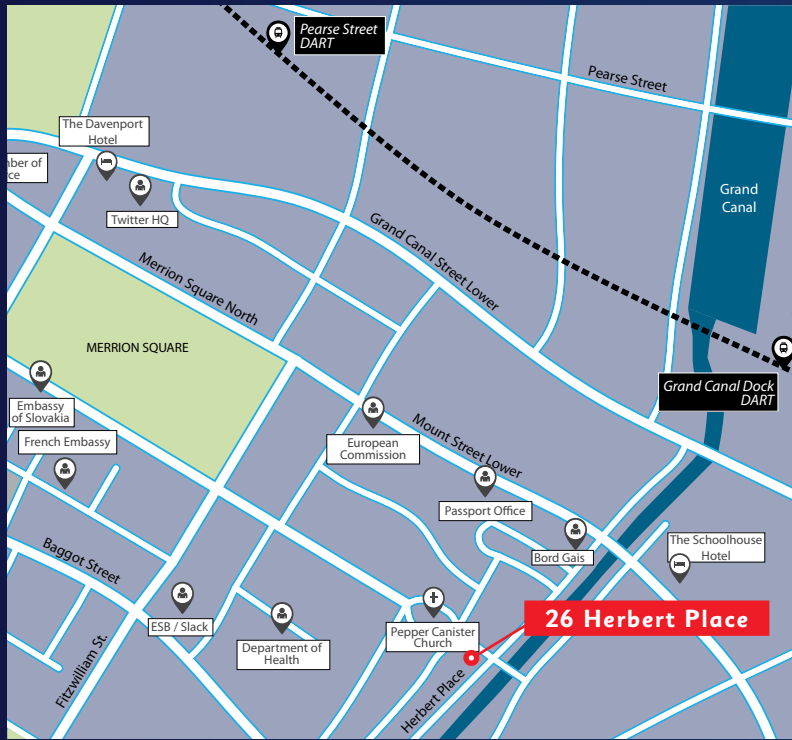 Pearse Street
DART
Pearse Street
The Davenport
Hotel
Grand
Canal
Twitter HQ
Grand Canal Street Lower
Merrion Square North
MERRION SQUARE
Grand Canal Dock
DART
Embassy
of Slovakia
European
Commission
Mount Street Lower
French Embassy
Passport Office
Bord Gais
The Schoolhouse
Hotel
Baggot Street
26 Herbert Place
ESB / Slack
Department of
Health
Pepper Canister
Church
Fitzwilliam St.
Herbert Place